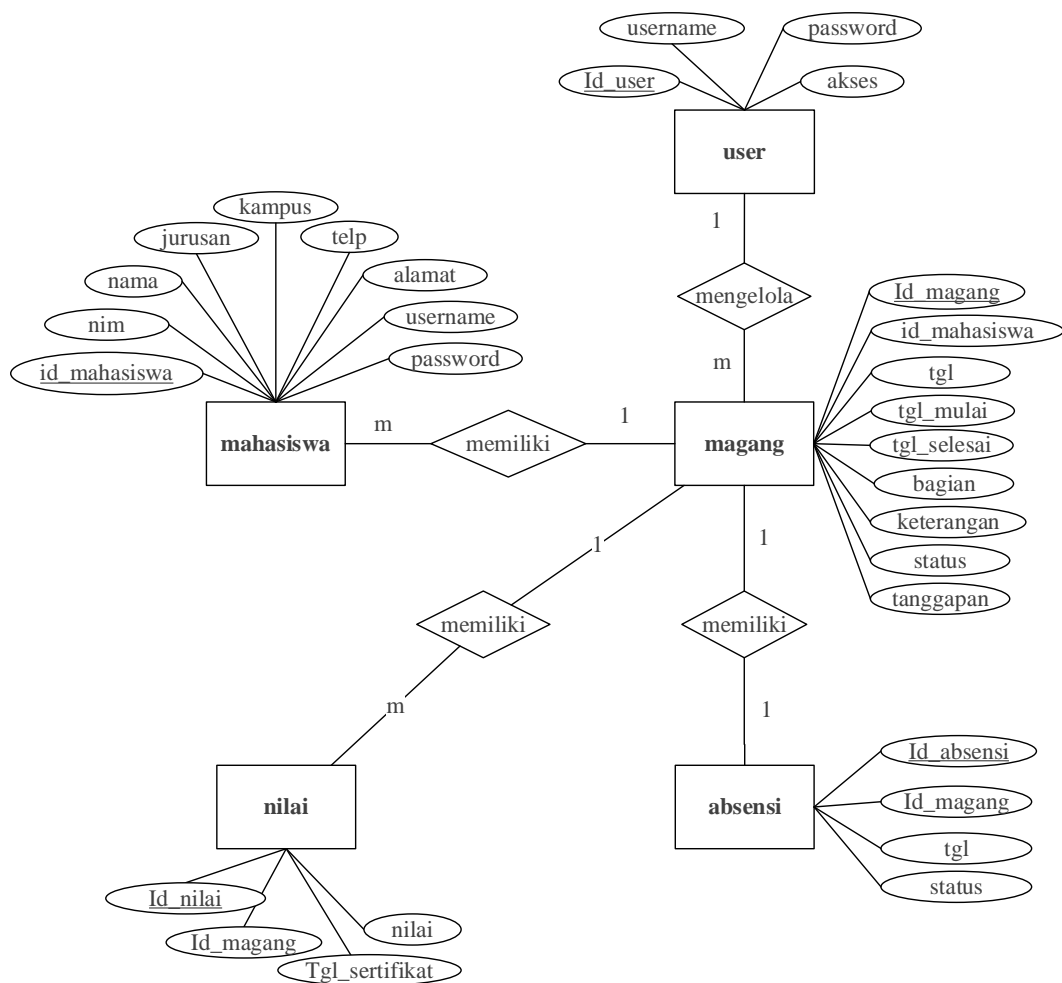 username
password
Id_user
akses
user
1
mengelola
m
kampus
jurusan
telp
nama
alamat
nim
username
id_mahasiswa
password
mahasiswa
m
memiliki
1
magang
Id_magang
id_mahasiswa
tgl
tgl_mulai
tgl_selesai
bagian
keterangan
status
tanggapan
1
memiliki
m
nilai
Id_nilai
Id_magang
Tgl_sertifikat
nilai
1
memiliki
1
absensi
Id_absensi
Id_magang
tgl
status